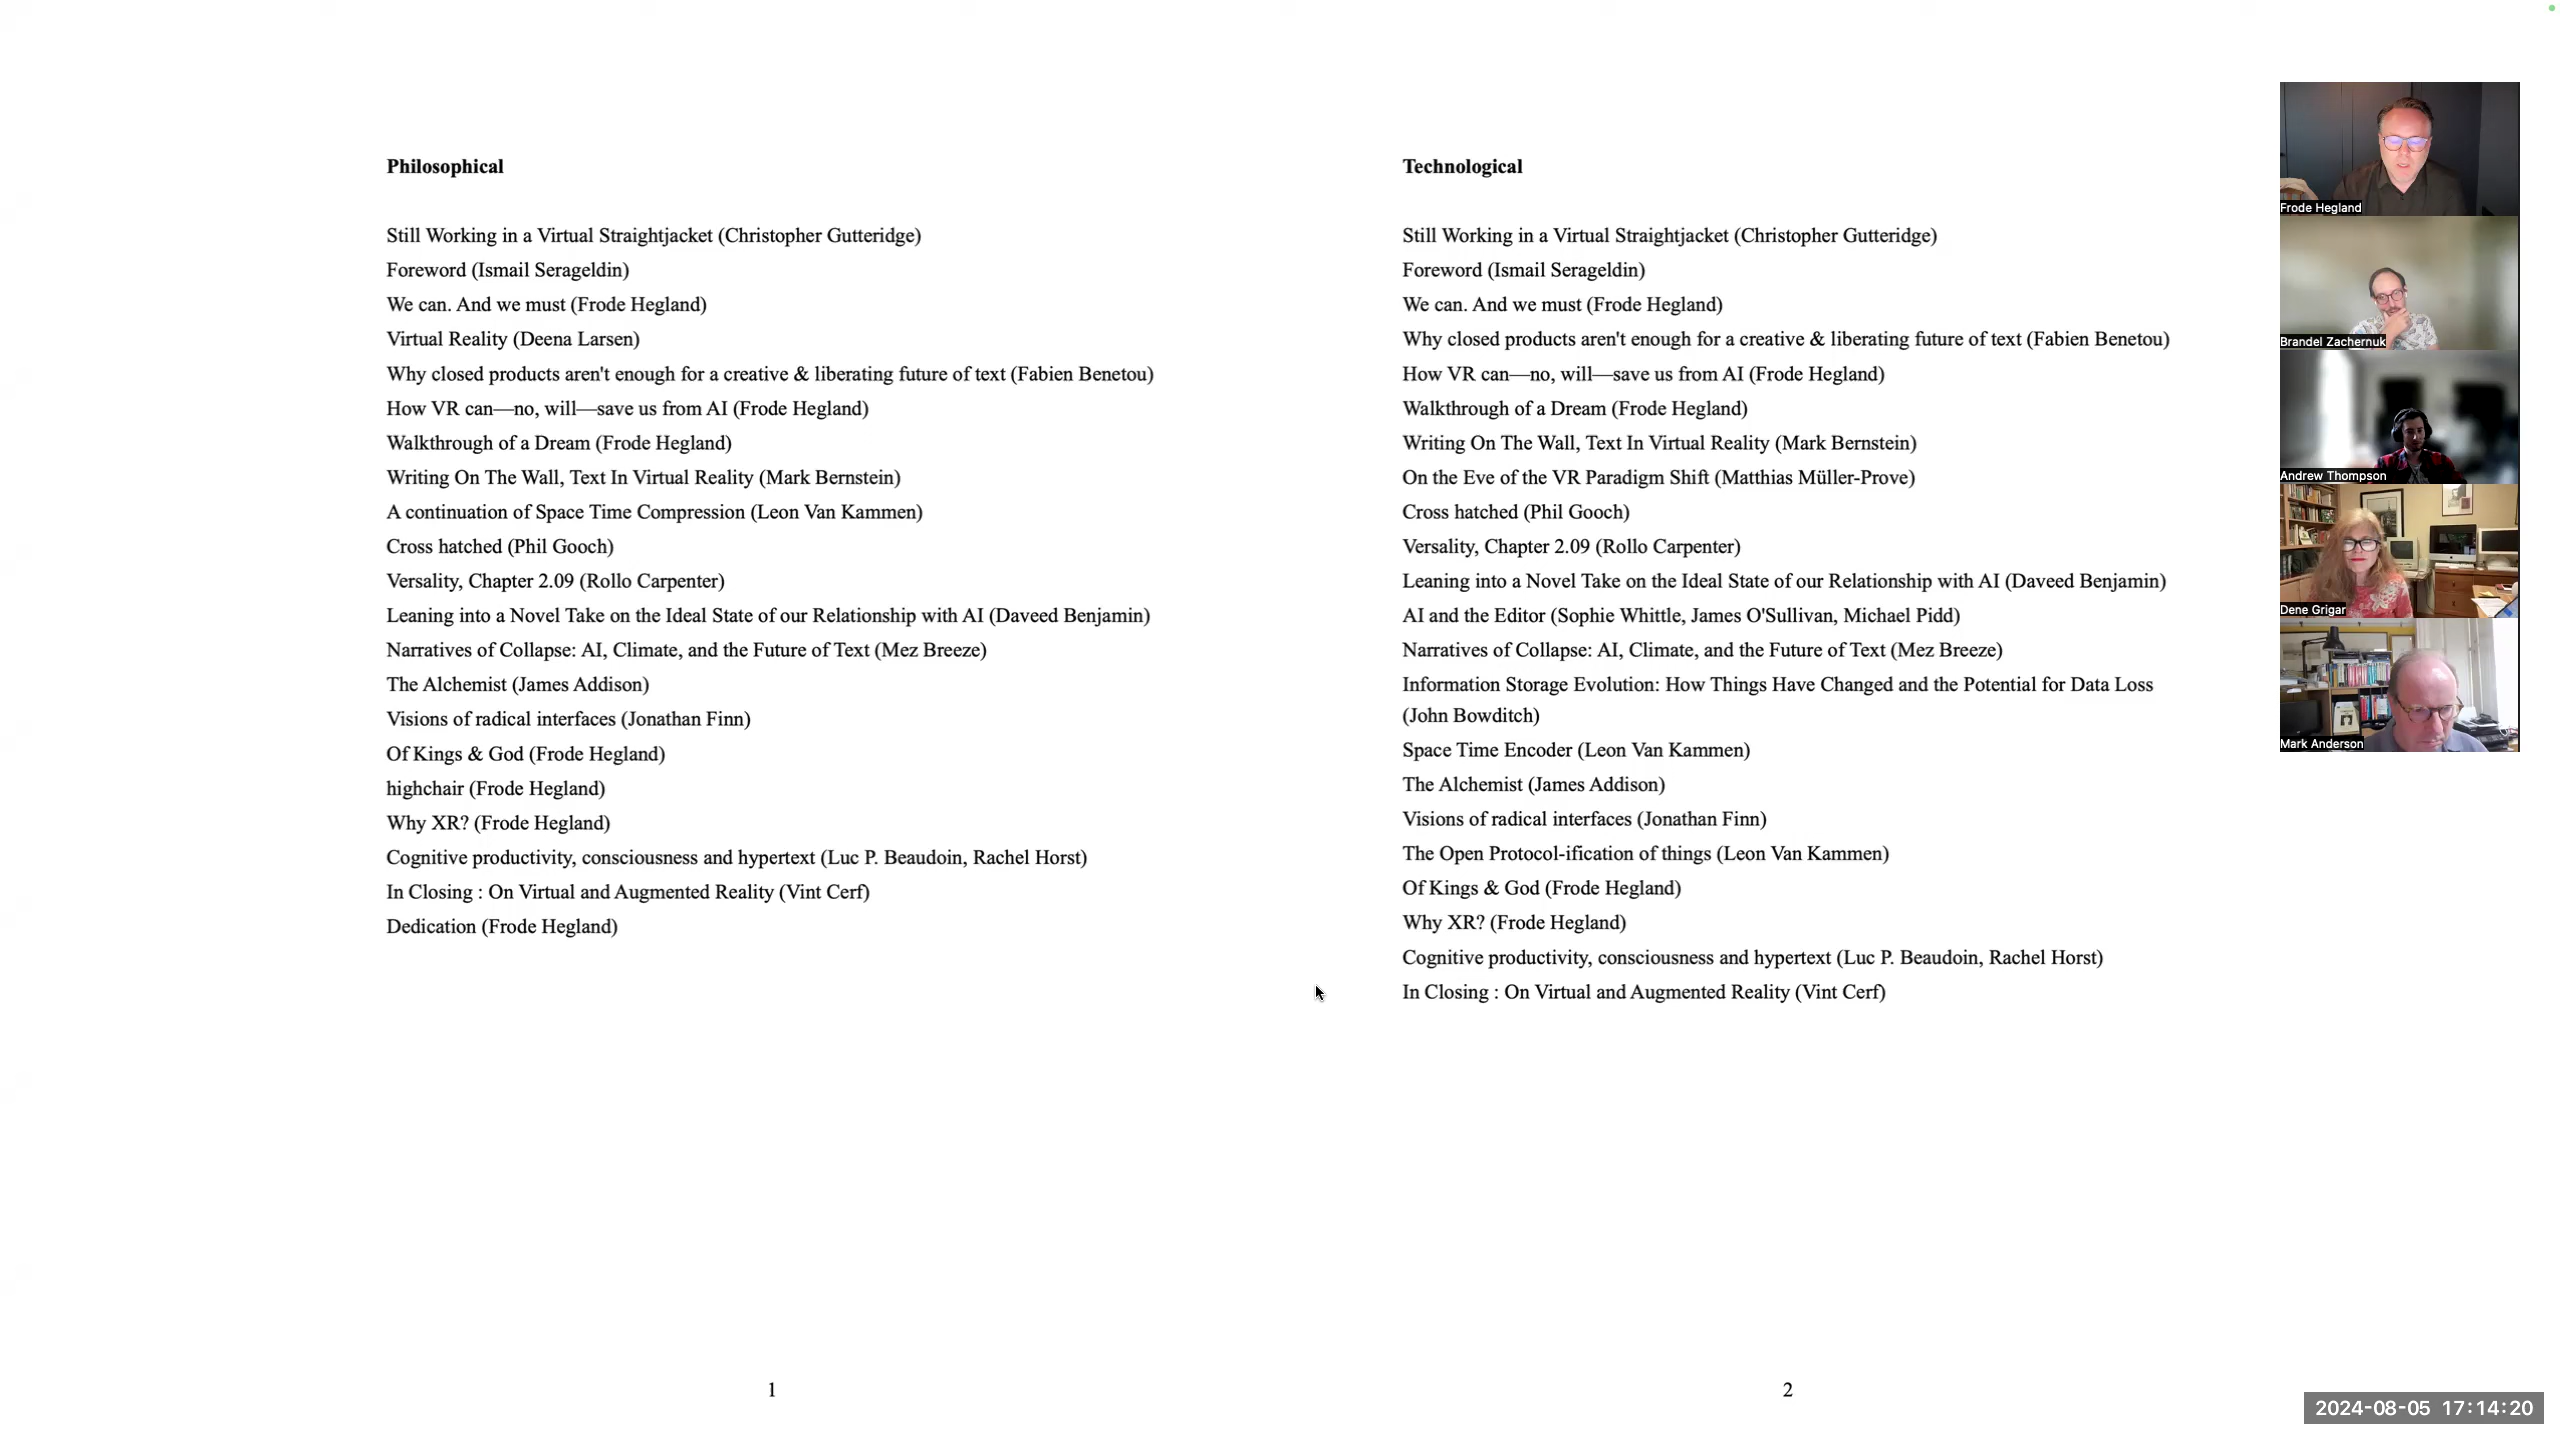 Philosophical
Still Working in a Virtual Straightjacket (Christopher Gutteridge)
Foreword (Ismail Serageldin)
We can. And we must (Frode Hegland)
Virtual Reality (Deena Larsen)
Why closed products aren't enough for a creative & liberating future of text (Fabien Benetou)
How VR can—no, will—save us from AI (Frode Hegland)
Walkthrough of a Dream (Frode Hegland)
Writing On The Wall, Text In Virtual Reality (Mark Bernstein)
A continuation of Space Time Compression (Leon Van Kammen)
Cross hatched (Phil Gooch)
Versality, Chapter 2.09 (Rollo Carpenter)
Leaning into a Novel Take on the Ideal State of our Relationship with AI (Daveed Benjamin)
Narratives of Collapse: AI, Climate, and the Future of Text (Mez Breeze)
The Alchemist (James Addison)
Visions of radical interfaces (Jonathan Finn)
Of Kings & God (Frode Hegland)
highchair (Frode Hegland)
Why XR? (Frode Hegland)
Cognitive productivity, consciousness and hypertext (Luc P. Beaudoin, Rachel Horst)
In Closing : On Virtual and Augmented Reality (Vint Cerf)
Dedication (Frode Hegland)
1
Technological
Still Working in a Virtual Straightjacket (Christopher Gutteridge)
Foreword (Ismail Serageldin)
We can. And we must (Frode Hegland)
Why closed products aren't enough for a creative & liberating future of text (Fabien Benetou)
How VR can—no, will—save us from AI (Frode Hegland)
Walkthrough of a Dream (Frode Hegland)
Writing On The Wall, Text In Virtual Reality (Mark Bernstein)
On the Eve of the VR Paradigm Shift (Matthias Müller-Prove)
Cross hatched (Phil Gooch)
Versality, Chapter 2.09 (Rollo Carpenter)
Leaning into a Novel Take on the Ideal State of our Relationship with AI (Daveed Benjamin)
AI and the Editor (Sophie Whittle, James O'Sullivan, Michael Pidd)
Narratives of Collapse: AI, Climate, and the Future of Text (Mez Breeze)
Information Storage Evolution: How Things Have Changed and the Potential for Data Loss
(John Bowditch)
Space Time Encoder (Leon Van Kammen)
The Alchemist (James Addison)
Visions of radical interfaces (Jonathan Finn)
The Open Protocol-ification of things (Leon Van Kammen)
Of Kings & God (Frode Hegland)
Why XR? (Frode Hegland)
Cognitive productivity, consciousness and hypertext (Luc P. Beaudoin, Rachel Horst)
In Closing : On Virtual and Augmented Reality (Vint Cerf)
2
Frode Hegland
Brandel Zachernuk
Andrew Thompson
Dene Grigar
Mark Anderson
2024-08-05 17:14:20